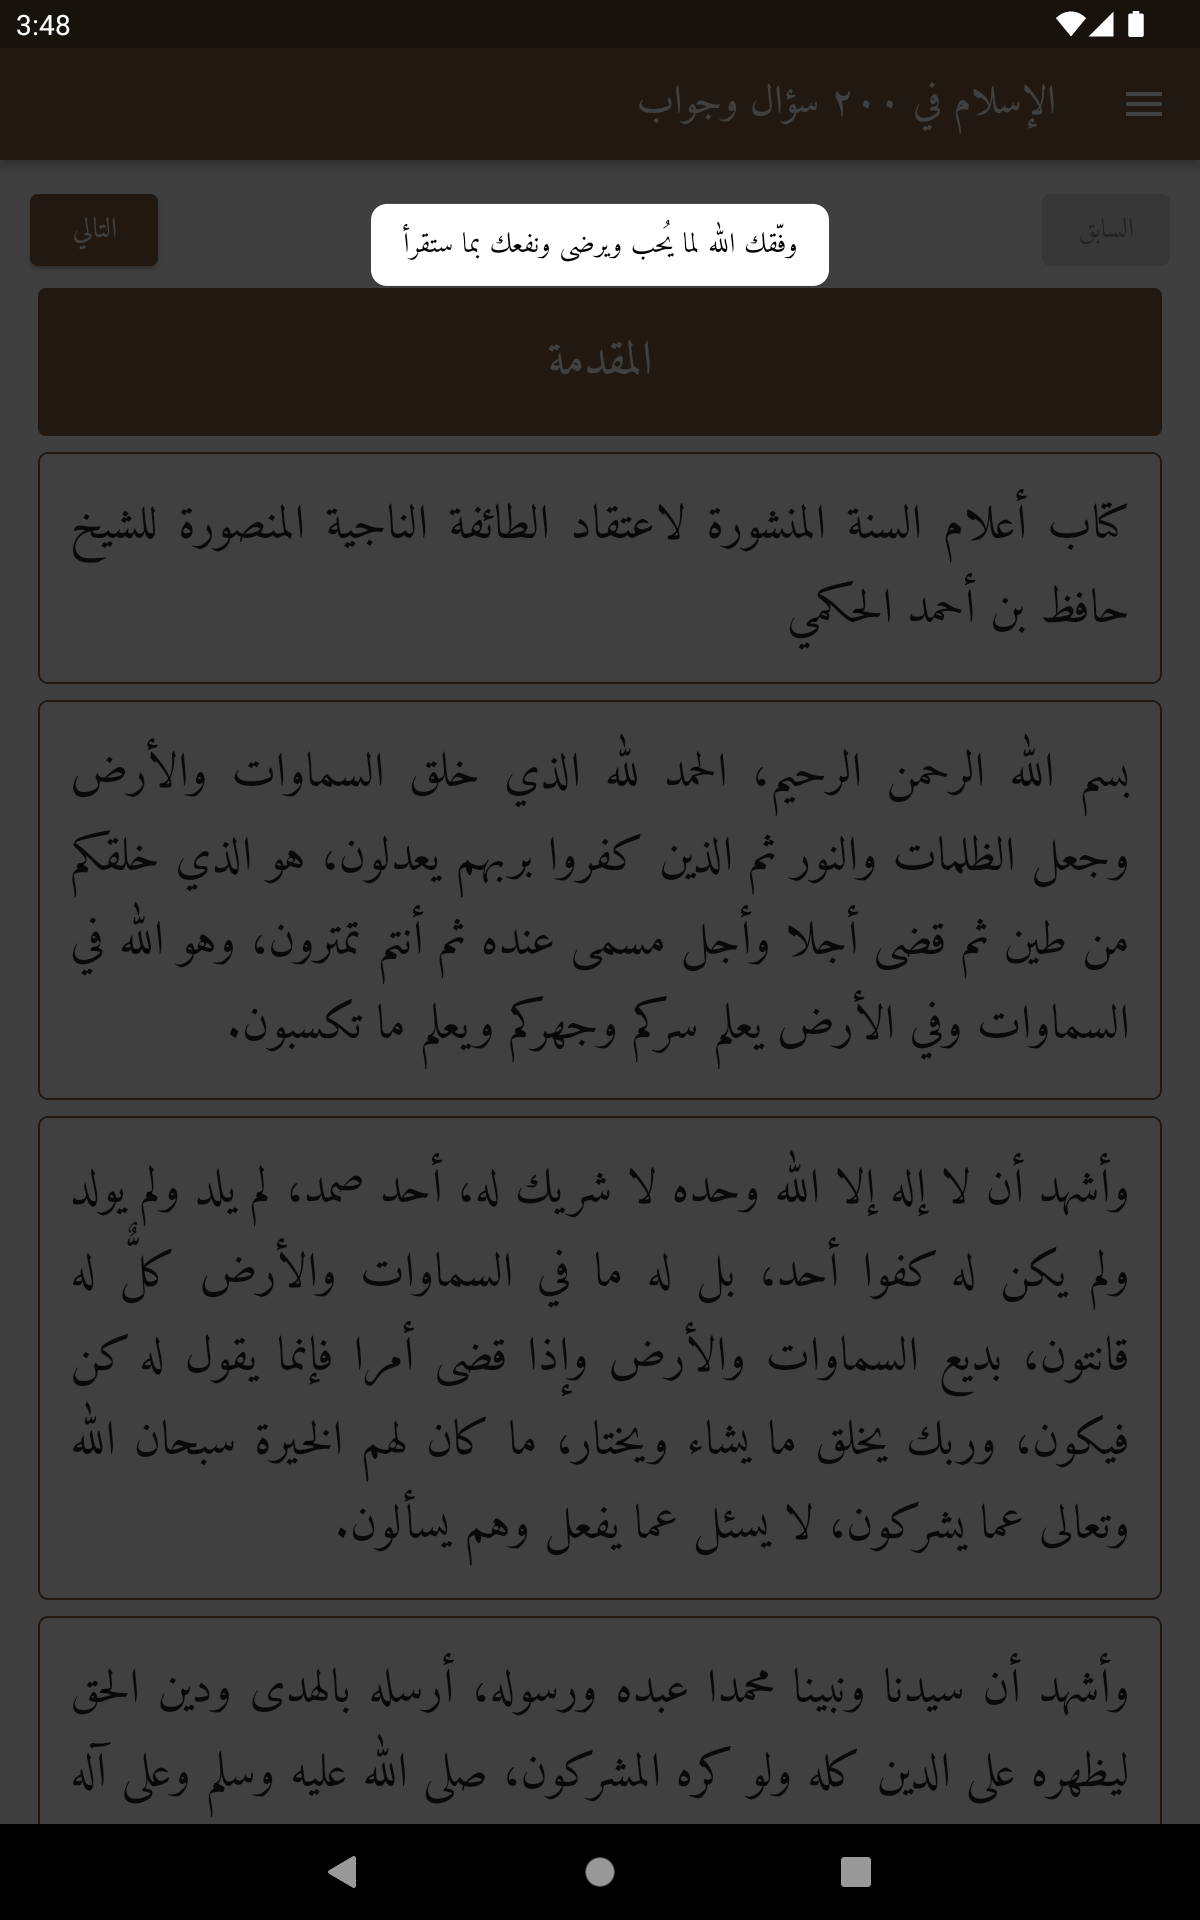 3:48
الإسلام في ٢٠٠ سؤال وجواب
السابق
وفّقك الله لما يُحب ويرضى ونفعك بما ستقرأ
التالي
المقدمة
كتاب أعلام السنة المنشورة لاعتقاد الطائفة الناجية المنصورة للشيخ
حافظ بن أحمد الحكمي
بسم الله الرحمن الرحيم، الحمد لله الذي خلق السماوات والأرض
وجعل الظلمات والنور ثم الذين كفروا بربهم يعدلون، هو الذي خلقكم
من طين ثم قضى أجلا وأجل مسمى عنده ثم أنتم تمترون، وهو الله في
السماوات وفي الأرض يعلم سركم وجهركم ويعلم ما تكسبون.
وأشهد أن لا إله إلا الله وحده لا شريك له، أحد صمد، لم يلد ولم يولد
ولم يكن له كفوا أحد، بل له ما في السماوات والأرض كلٌّ له
قانتون، بديع السماوات والأرض وإذا قضى أمرا فإنما يقول له كن
فيكون، وربك يخلق ما يشاء ويختار، ما كان لهم الخيرة سبحان الله
وتعالى عما يشركون، لا يسئل عما يفعل وهم يسألون.
وأشهد أن سيدنا ونبينا محمدا عبده ورسوله، أرسله بالهدى ودين الحق
ليظهره على الدين كله ولو كره المشركون، صلى الله عليه وسلم وعلى آله